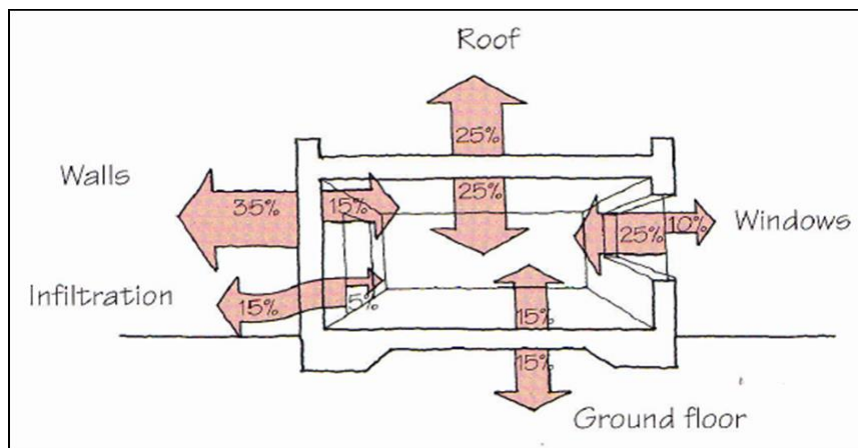 Roof
25%
25%
Walls
35%
15%
25%
10%
Windows
Infiltration
15%
5%
15%
15%
Ground floor